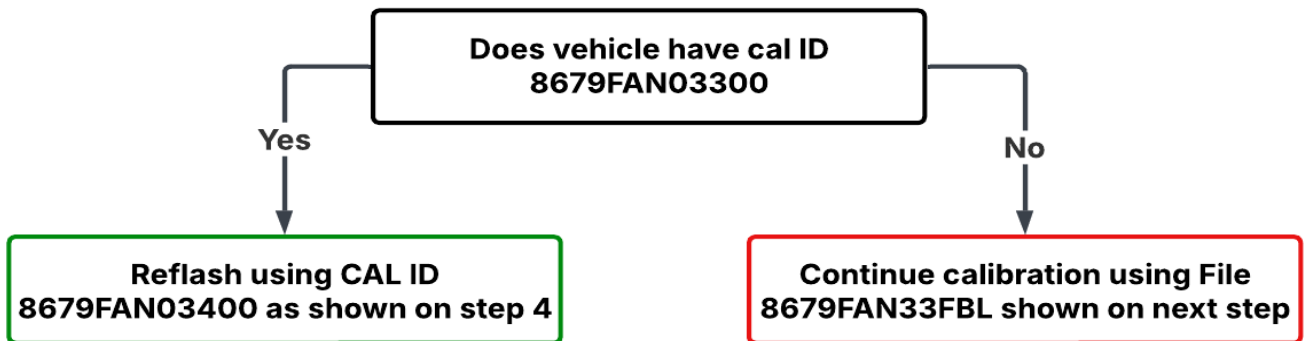 Does vehicle have cal ID
8679FAN03300
Yes
No
Reflash using CAL ID
8679FAN03400 as shown on step 4
Continue calibration using File
8679FAN33FBL shown on next step